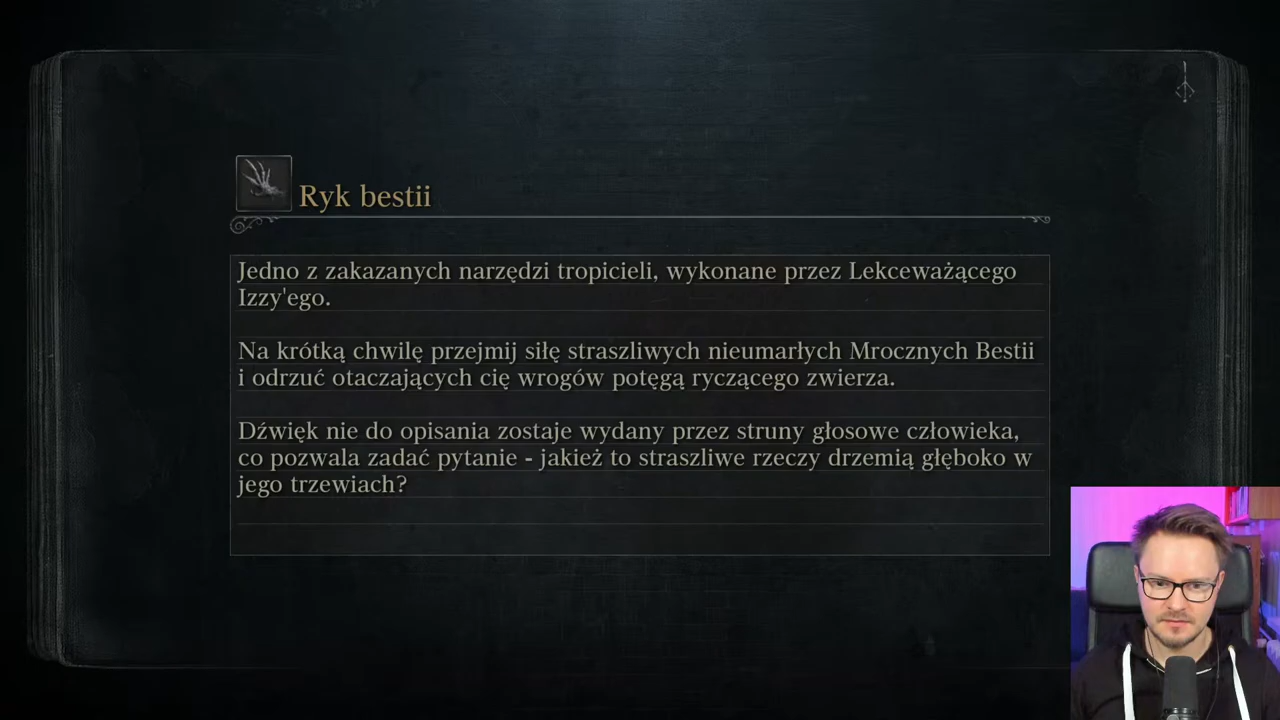 Ryk bestii
Jedno z zakazanych narzędzi tropicieli, wykonane przez Lekceważącego
Izzy'ego.
Na krótką chwilę przejmij siłę straszliwych nieumarłych Mrocznych Bestii
i odrzuć otaczających cię wrogów potęgą ryczącego zwierza.
Dźwięk nie do opisania zostaje wydany przez struny głosowe człowieka,
co pozwala zadać pytanie - jakież to straszliwe rzeczy drzemią głęboko w
jego trzewiach?